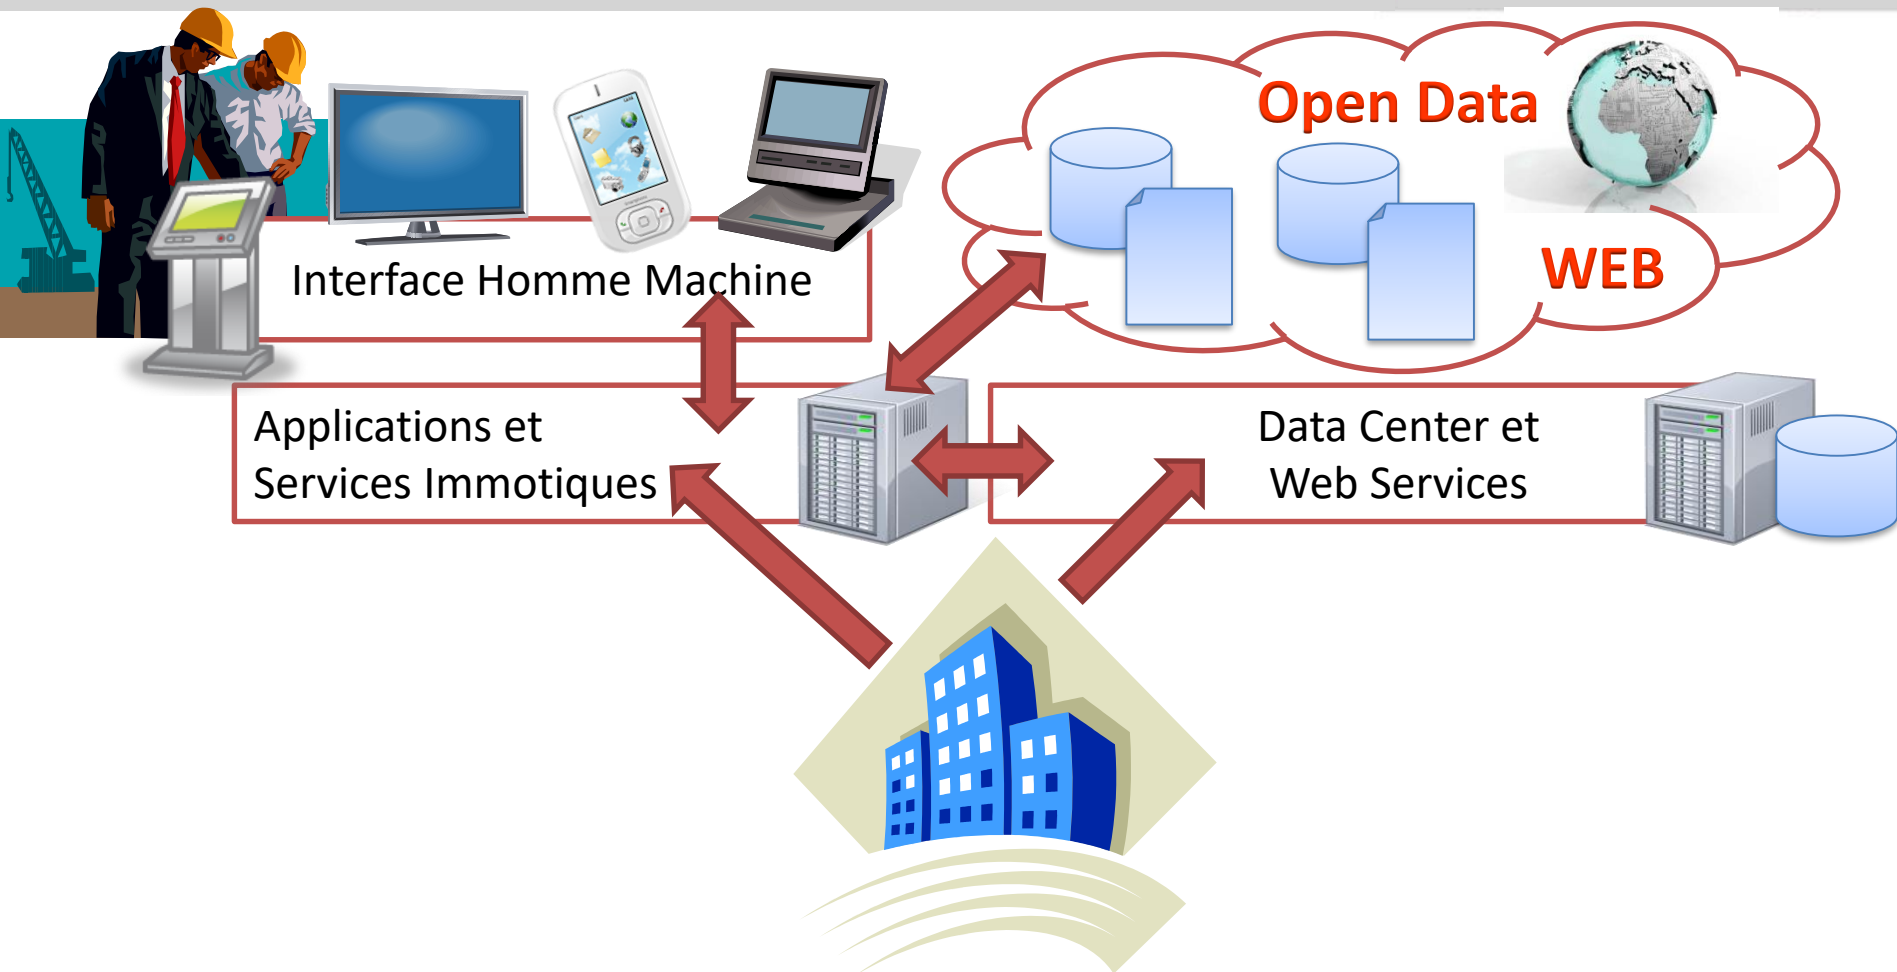 Open Data
WEB
Interface Homme Machine
Applications et
Services Immotiques
Data Center et
Web Services